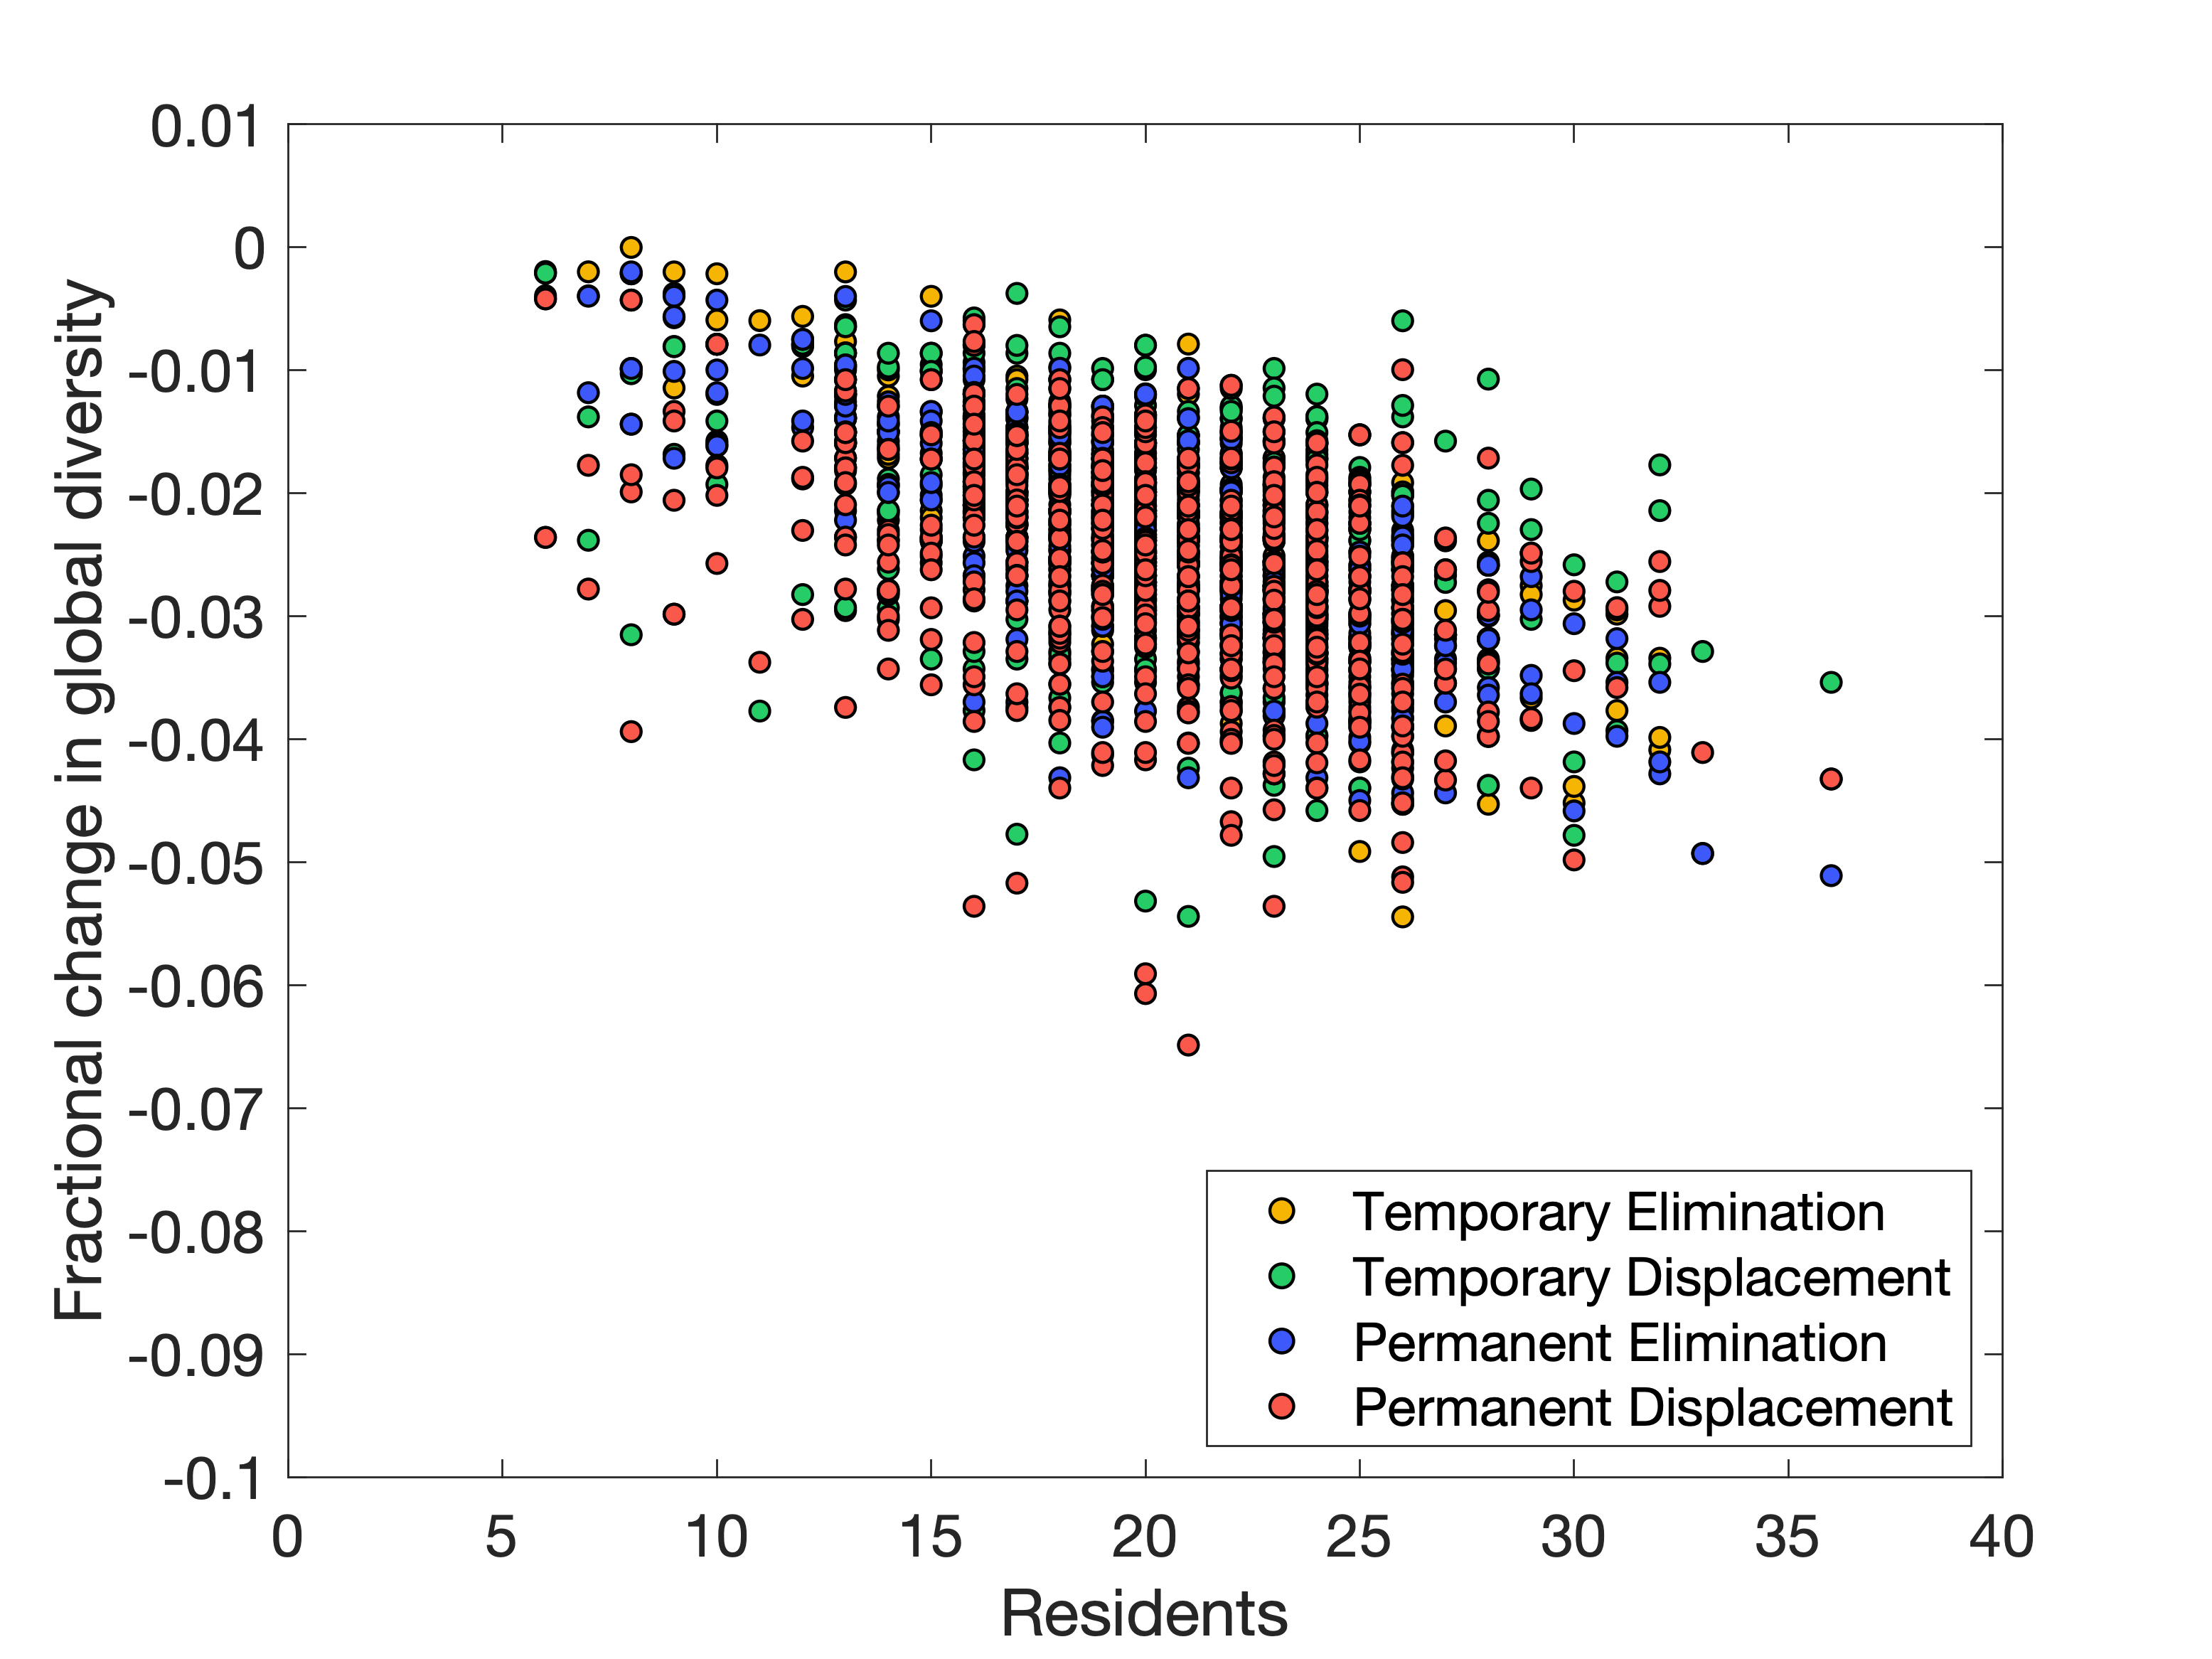 0.01
0
-0.01
-0.02
-0.03
-0.04
-0.05
-0.06
-0.07
-0.08
-0.09
-0.1
Fractional change in global diversity
Temporary Elimination
Temporary Displacement
Permanent Elimination
Permanent Displacement
0 5 10 15 20 25 30 35 40
Residents